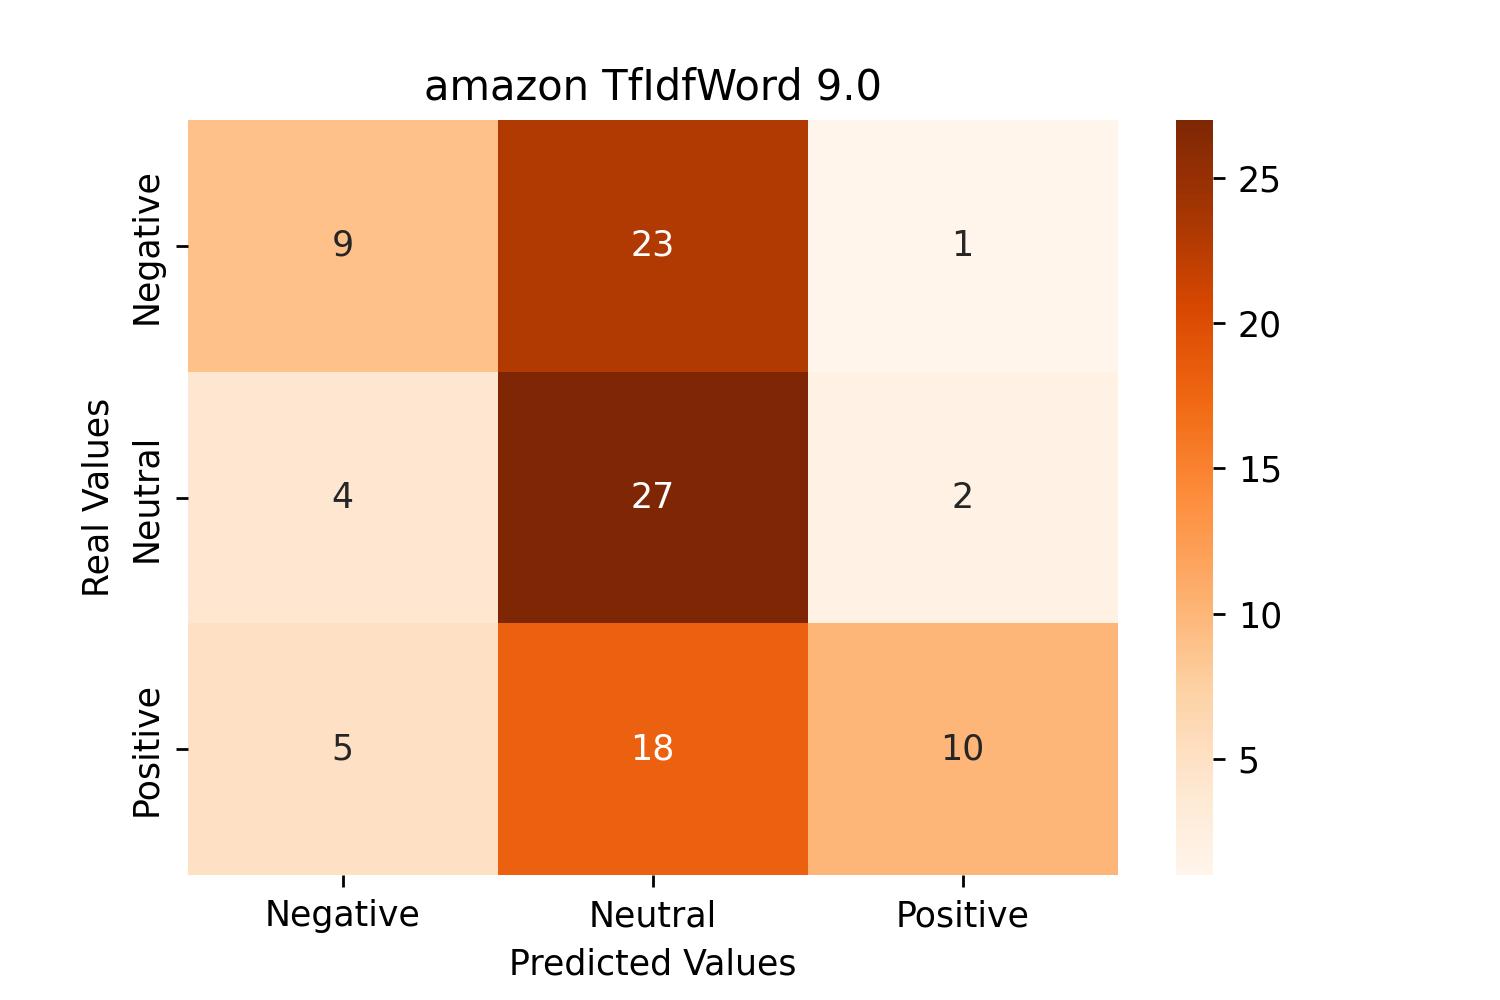 amazon TfIdfWord 9.0
Real Values
Negative
9 23 1
Neutral
4 27 2
Positive
5 18 10
Negative Neutral Positive
Predicted Values
25
20
15
10
5